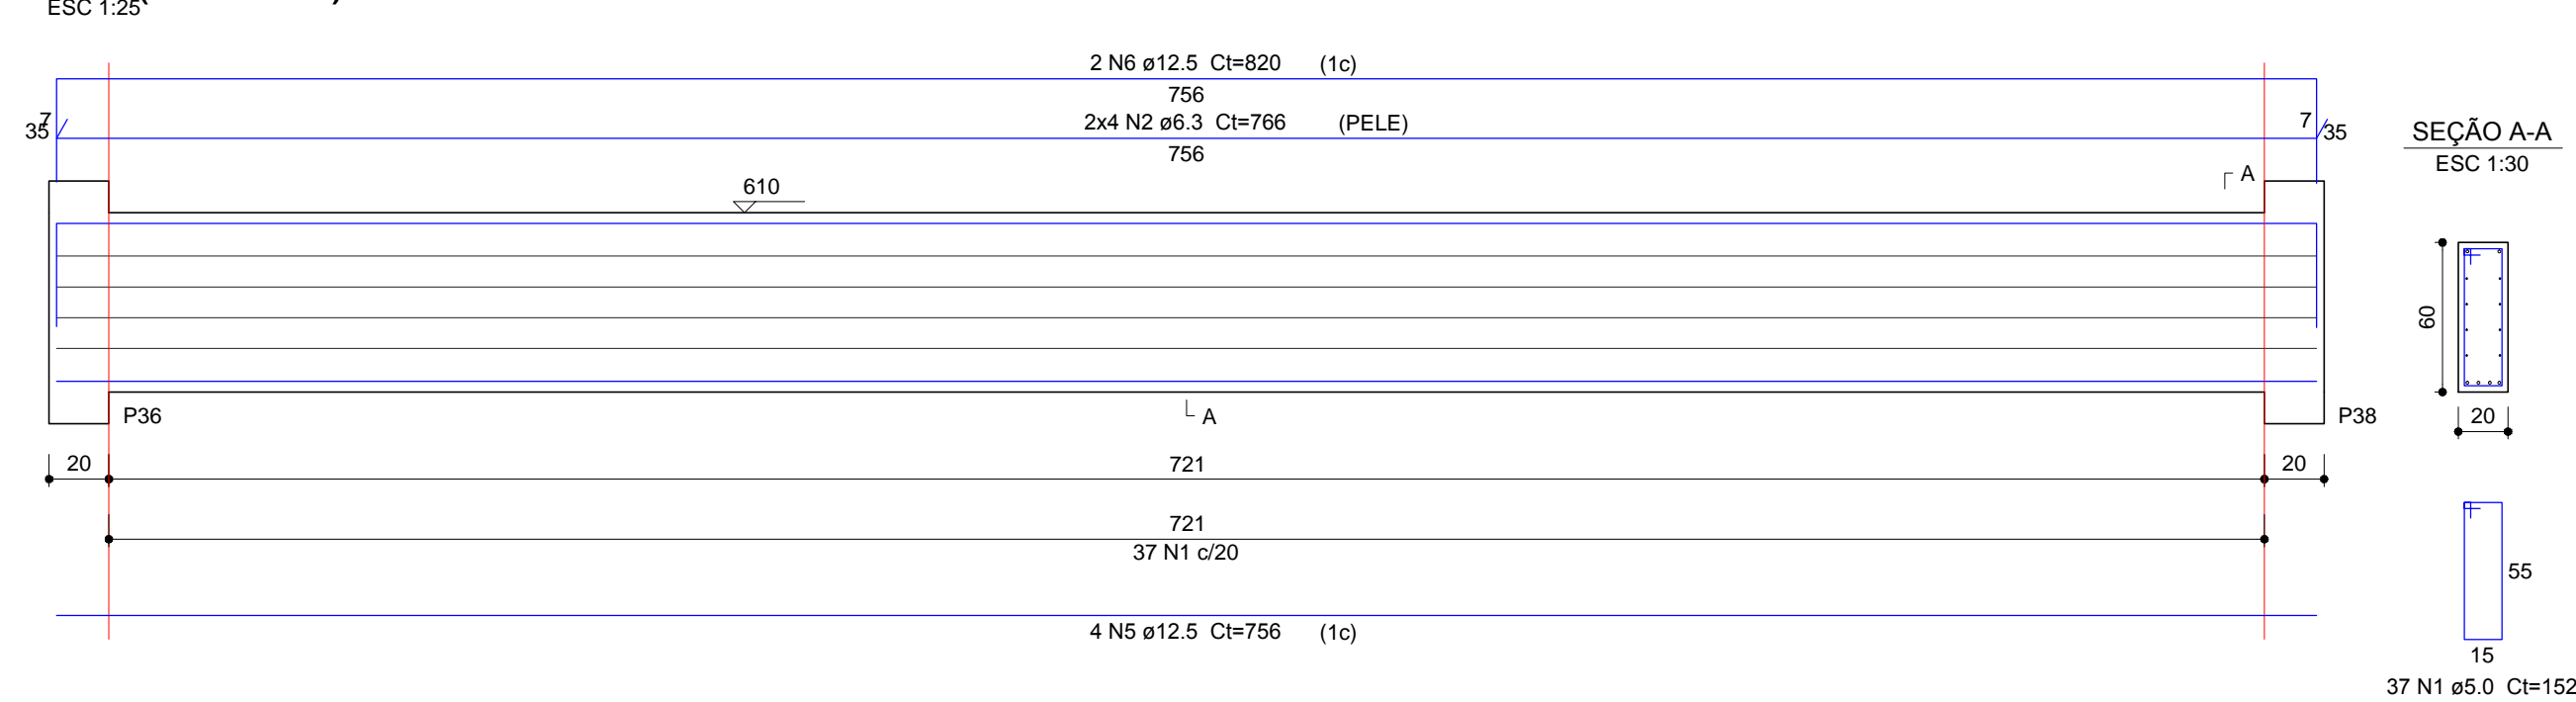 ESC 1:25
2 N6 ø12.5 Ct=820 (1c)
756
2x4 N2 ø6.3 Ct=766 (PELE)
756
7
35
7
35
SEÇÃO A-A
ESC 1:30
610
A
A
P36
P38
60
20
20
721
20
721
37 N1 c/20
4 N5 ø12.5 Ct=756 (1c)
55
15
37 N1 ø5.0 Ct=152